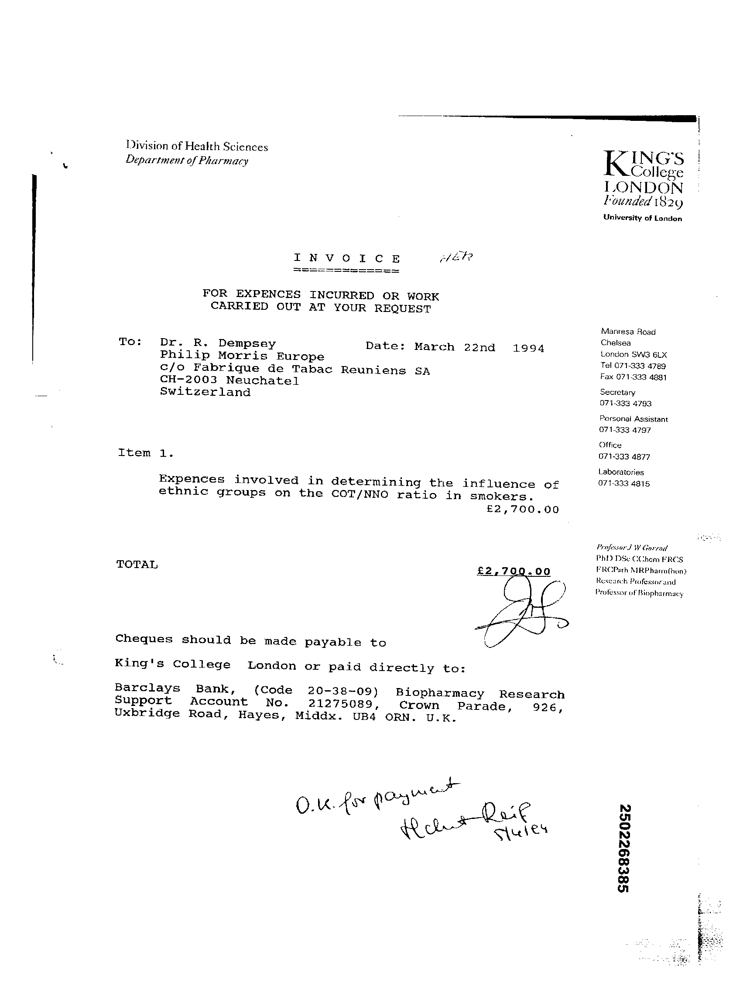 Division of Health Sciences
Department of Pharmacy
KING'S
College
LONDON
Founded 1829
University of London
I N V O I C E
=============
FOR EXPENCES INCURRED OR WORK
CARRIED OUT AT YOUR REQUEST
To: Dr. R. Dempsey Date: March 22nd 1994
Philip Morris Europe
c/o Fabrique de Tabac Reuniens SA
CH-2003 Neuchatel
Switzerland
Manresa Road
Chelsea
London SW3 6LX
Tel 071-333 4789
Fax 071-333 4881
Secretary
071-333 4793
Personal Assistant
071-333 4797
Office
071-333 4877
Laboratories
071-333 4815
Item 1.
Expences involved in determining the influence of
ethnic groups on the COT/NNO ratio in smokers.
£2,700.00
Professor J W Gorrod
PhD DSc CChem FRCS
FRCPath MRPharm(hon)
Research Professor and
Professor of Biopharmacy
TOTAL £2,700.00
Cheques should be made payable to
King's College London or paid directly to:
Barclays Bank, (Code 20-38-09) Biopharmacy Research
Support Account No. 21275089, Crown Parade, 926,
Uxbridge Road, Hayes, Middx. UB4 ORN. U.K.
O.K. for payment
Helmut Reif
2502268385